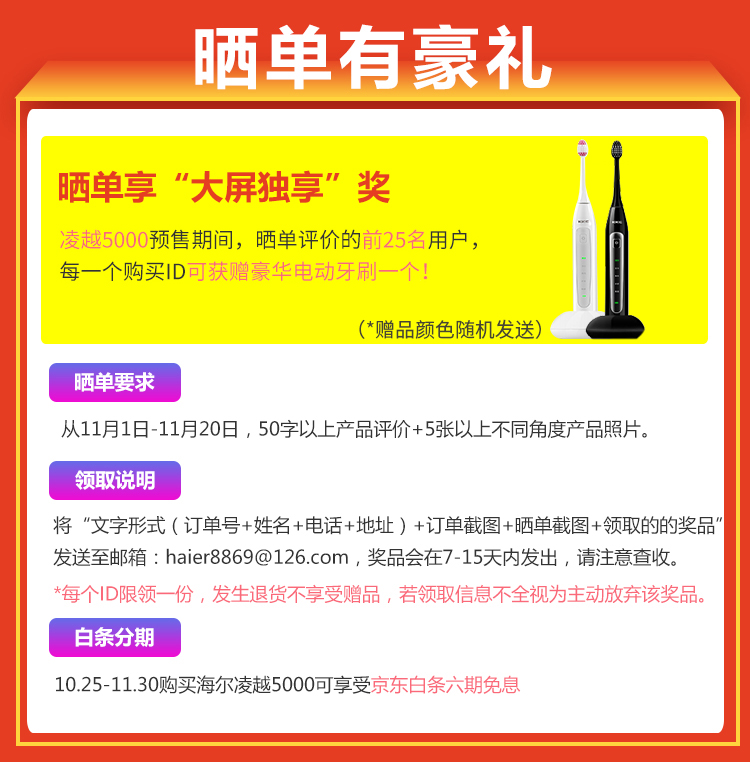 晒单有豪礼
晒单享“大屏独享”奖
凌越5000预售期间，晒单评价的前25名用户，
每一个购买ID可获赠豪华电动牙刷一个！
（*赠品颜色随机发送）
晒单要求
从11月1日-11月20日，50字以上产品评价+5张以上不同角度产品照片。
领取说明
将“文字形式（订单号+姓名+电话+地址）+订单截图+晒单截图+领取的的奖品”
发送至邮箱：haier8869@126.com，奖品会在7-15天内发出，请注意查收。
*每个ID限领一份，发生退货不享受赠品，若领取信息不全视为主动放弃该奖品。
白条分期
10.25-11.30购买海尔凌越5000可享受京东白条六期免息